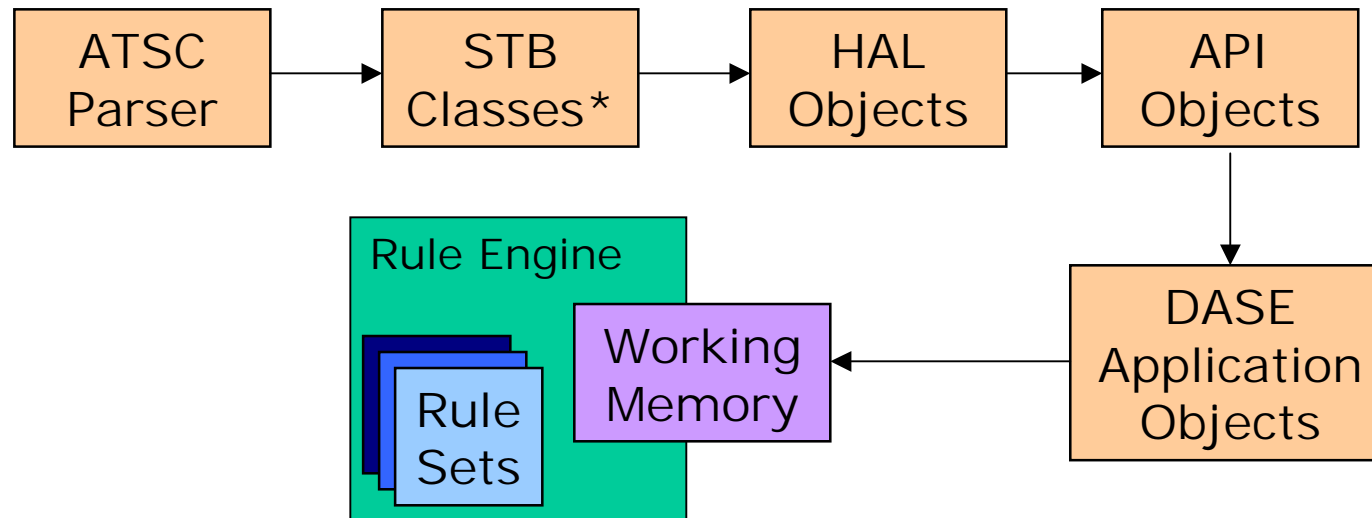 ATSC
Parser
STB
Classes*
HAL
Objects
API
Objects
Rule Engine
Working
Memory
Rule
Sets
DASE
Application
Objects